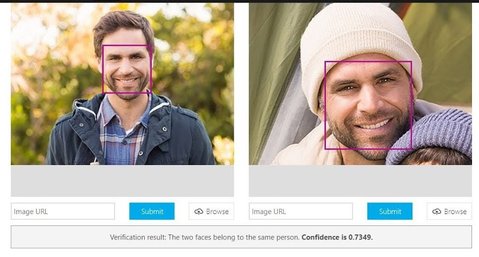 Image URL Submit Browse Image URL Submit Browse
Verification result: The two faces belong to the same person. Confidence is 0.7349.